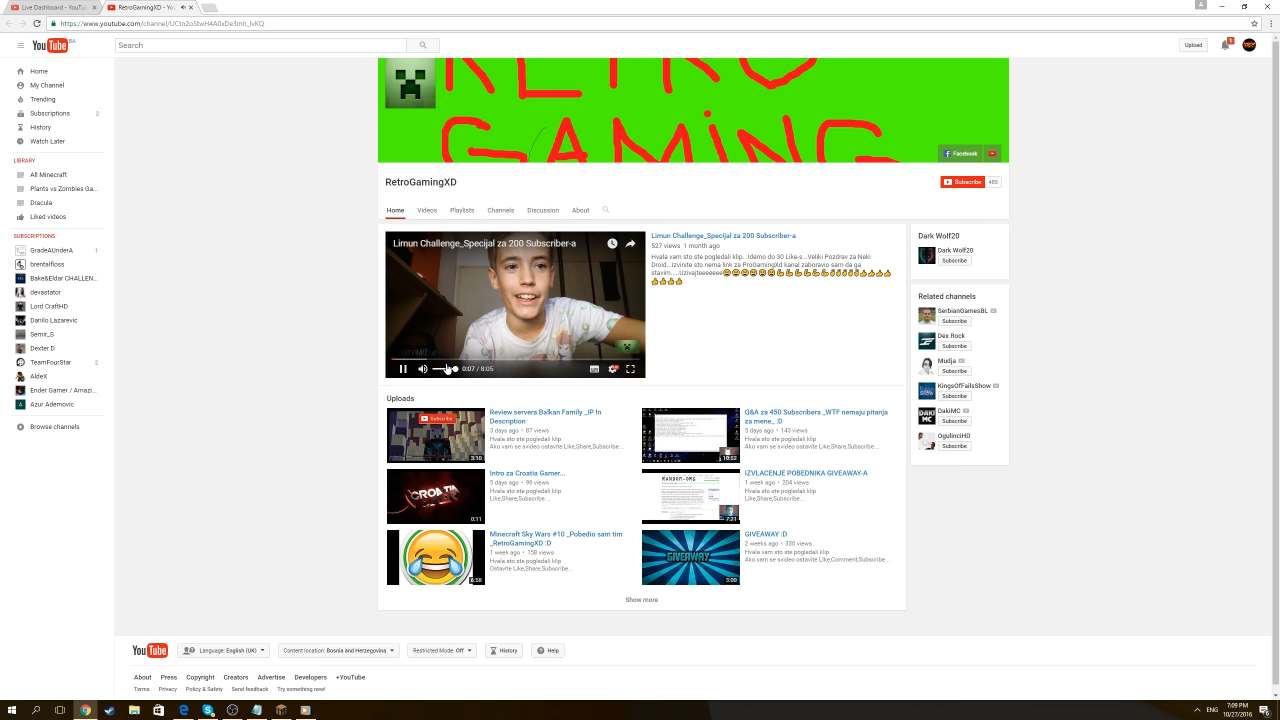 Live Dashboard - YouTu
RetroGamingXD - Yo
https://www.youtube.com/channel/
YouTube BA
Search
Upload
Home
My Channel
Trending
Subscriptions 2
History
Watch Later
LIBRARY
All Minecraft
Plants vs Zombies Ga...
Dracula
Liked videos
SUBSCRIPTIONS
GradeAUnderA 1
brentalfloss
Bake&Eldar CHALLEN...
devastator
Lord CraftHD
Danilo Lazarevic
Semir_S
Dexter D
TeamFourStar 2
AldeX
Ender Gamer / Amazi...
Azur Ademovic
Browse channels
RETRO
GAMING
Facebook
RetroGamingXD
Subscribe 485
Home Videos Playlists Channels Discussion About
Limun Challenge_Specijal za 200 Subscriber-a
0:07 / 8:05
Limun Challenge_Specijal za 200 Subscriber-a
527 views 1 month ago
Hvala vam sto ste pogledali klip...Idemo do 30 Like-s...Veliki Pozdrav za Neki
Droid...Izvinite sto nema link za ProGamingXd kanal zaboravio sam da ga
stavim.....Uzivajteeeeeee
Uploads
Subscribe
3:10
Review servera Balkan Family _IP In
Description
3 days ago • 87 views
Hvala sto ste pogledali klip
Ako vam se svideo ostavite Like,Share,Subscribe...
10:52
Q&A za 450 Subscribera _WTF nemaju pitanja
za mene_ :D
5 days ago • 143 views
Hvala sto ste pogledali klip
Ako vam se svideo ostavite Like,Share,Subscribe...
CROATIA
0:11
Intro za Croatia Gamer...
5 days ago • 96 views
Hvala sto ste pogledali klip
Like,Share,Subscribe...
RANDOM.ORG
7:21
IZVLACENJE POBEDNIKA GIVEAWAY-A
1 week ago • 204 views
Hvala sto ste pogledali klip
Like,Share,Subscribe...
6:58
Minecraft Sky Wars #10 _Pobedio sam tim
_RetroGamingXD :D
1 week ago • 158 views
Hvala sto ste pogledali klip
Ostavite Like,Share,Subscribe...
GIVEAWAY
3:00
GIVEAWAY :D
2 weeks ago • 330 views
Hvala vam sto ste pogledali klip
Ako vam se svideo ostavite Like,Comment,Subscribe...
Show more
Dark Wolf20
Dark Wolf20
Subscribe
Related channels
SerbianGamesBL
Subscribe
Dex Rock
Subscribe
Mudja
Subscribe
KingsOfFailsShow
Subscribe
DAKI MC
DakiMC
Subscribe
OgulinciHD
Subscribe
YouTube
Language: English (UK)
Content location: Bosnia and Herzegovina
Restricted Mode: Off
History
Help
About Press Copyright Creators Advertise Developers +YouTube
Terms Privacy Policy & Safety Send feedback Try something new!
ENG
7:09 PM
10/27/2016